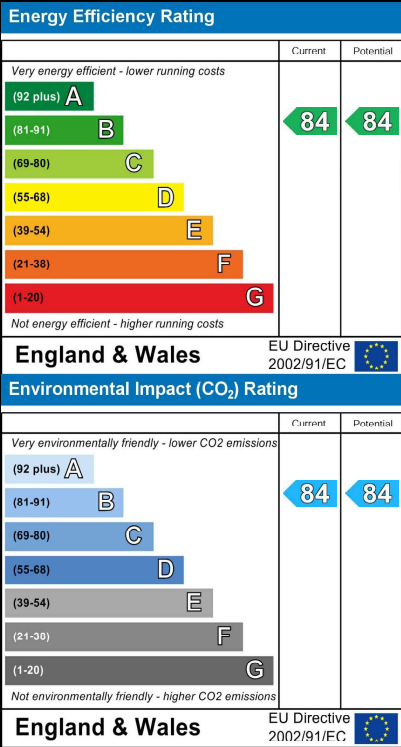 Energy Efficiency Rating
Current Potential
Very energy efficient - lower running costs
(92 plus) A
(81-91) B 84 84
(69-80) C
(55-68) D
(39-54) E
(21-38) F
(1-20) G
Not energy efficient - higher running costs
England & Wales EU Directive 2002/91/EC
Environmental Impact (CO₂) Rating
Current Potential
Very environmentally friendly - lower CO2 emissions
(92 plus) A
(81-91) B 84 84
(69-80) C
(55-68) D
(39-54) E
(21-38) F
(1-20) G
Not environmentally friendly - higher CO2 emissions
England & Wales EU Directive 2002/91/EC